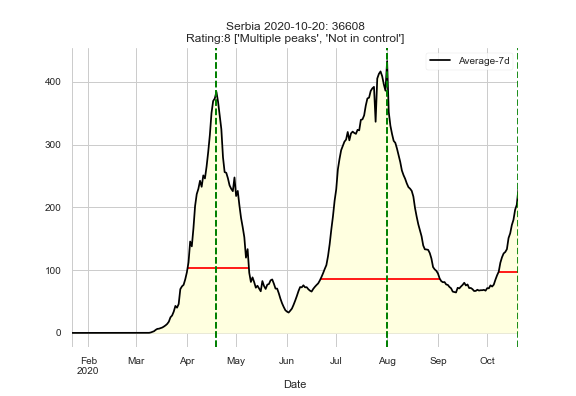 Serbia 2020-10-20: 36608
Rating:8 ['Multiple peaks', 'Not in control']
Average-7d
400
300
200
100
0
Feb
2020
Mar
Apr
May
Jun
Jul
Aug
Sep
Oct
Date